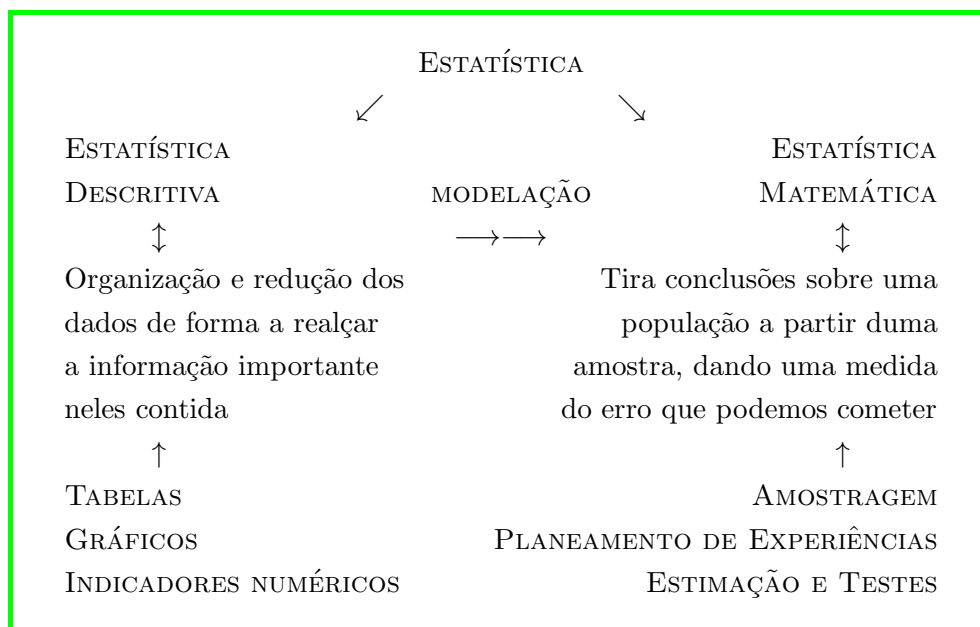 ESTATÍSTICA
↙ ↘
ESTATÍSTICA ESTATÍSTICA
DESCRITIVA MODELAÇÃO MATEMÁTICA
↕ ⟶⟶ ↕
Organização e redução dos Tira conclusões sobre uma
dados de forma a realçar população a partir duma
a informação importante amostra, dando uma medida
neles contida do erro que podemos cometer
↑ ↑
TABELAS AMOSTRAGEM
GRÁFICOS PLANEAMENTO DE EXPERIÊNCIAS
INDICADORES NUMÉRICOS ESTIMAÇÃO E TESTES